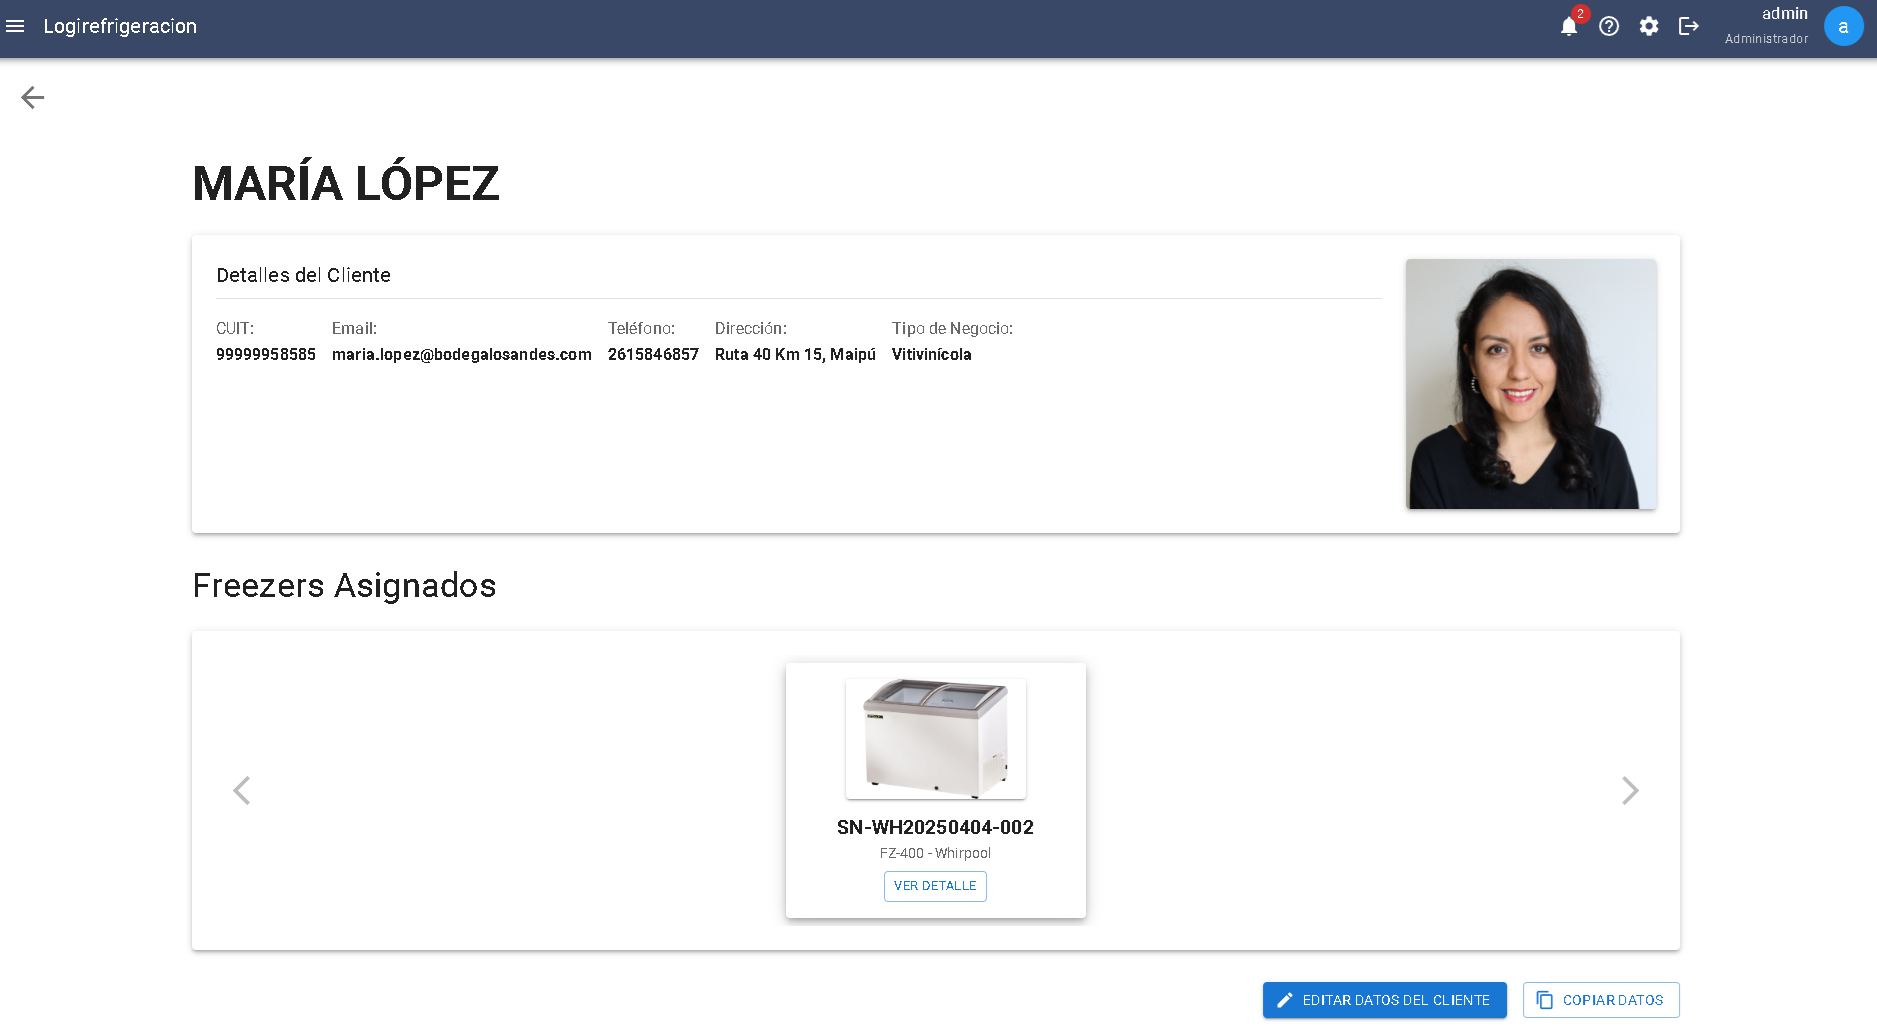 Logirefrigeracion
2
admin
Administrador
a
MARÍA LÓPEZ
Detalles del Cliente
CUIT: Email: Teléfono: Dirección: Tipo de Negocio:
99999958585 maria.lopez@bodegalosandes.com 2615846857 Ruta 40 Km 15, Maipú Vitivinícola
Freezers Asignados
SN-WH20250404-002
FZ-400 - Whirpool
VER DETALLE
EDITAR DATOS DEL CLIENTE
COPIAR DATOS